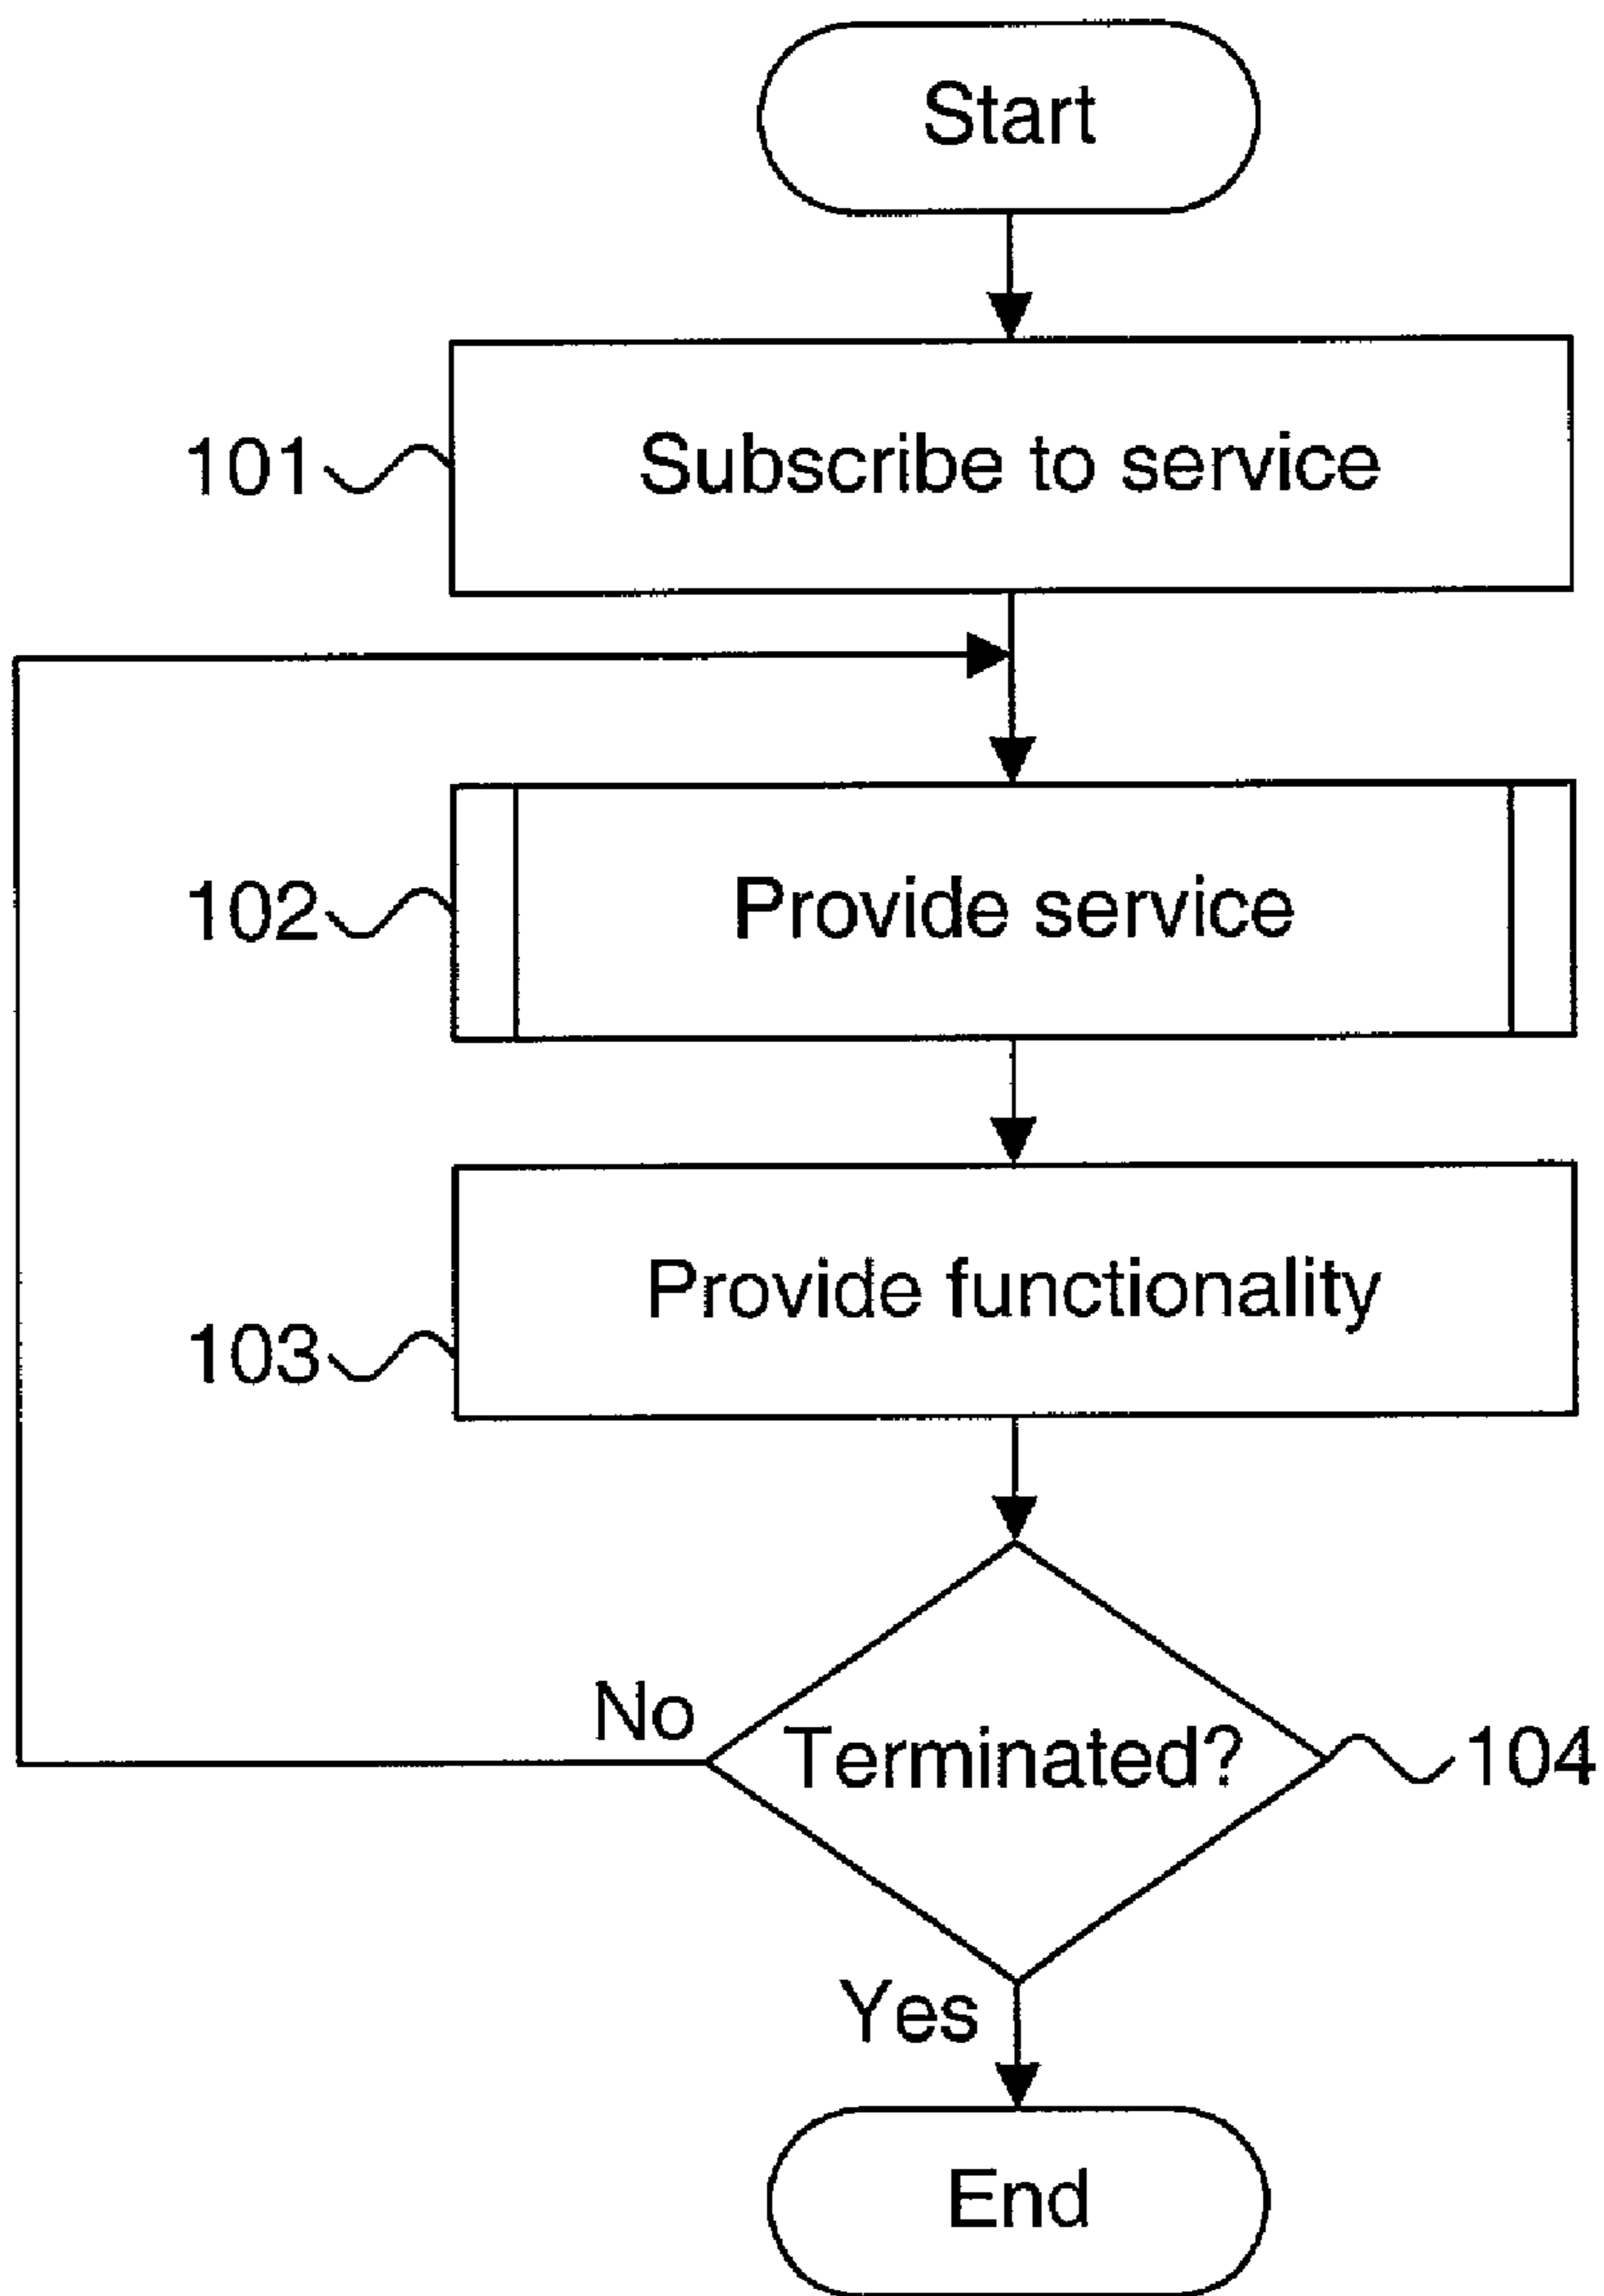 Start
101
Subscribe to service
102
Provide service
Provide functionality
103
No
Terminated?
104
Yes
End